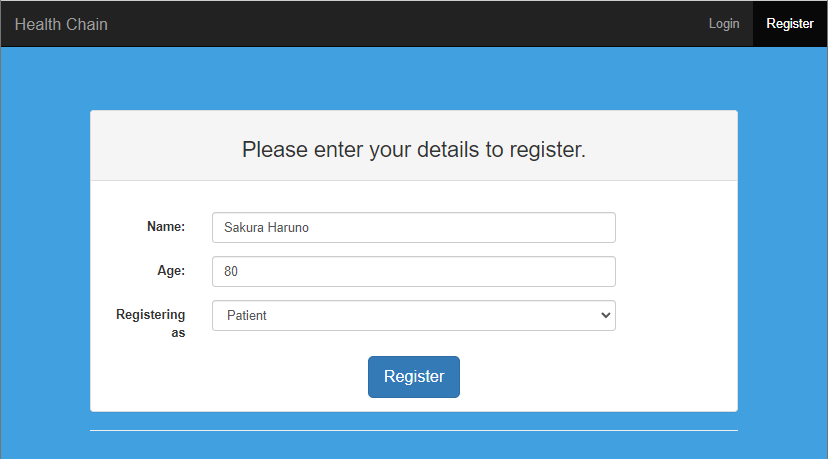 Health Chain Login Register
Please enter your details to register.
Name: Sakura Haruno
Age: 80
Registering as Patient
Register